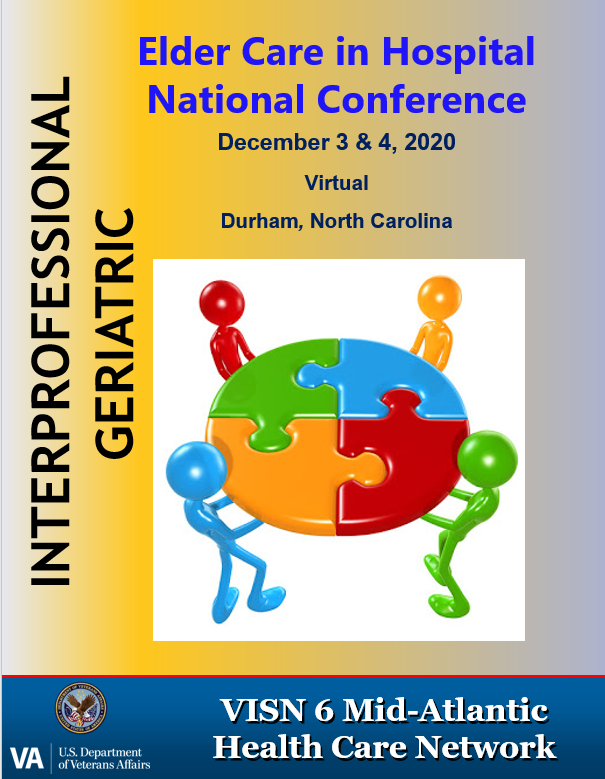 INTERPROFESSIONAL
GERIATRIC
Elder Care in Hospital
National Conference
December 3 & 4, 2020
Virtual
Durham, North Carolina
VA
U.S. Department
of Veterans Affairs
VISN 6 Mid-Atlantic
Health Care Network